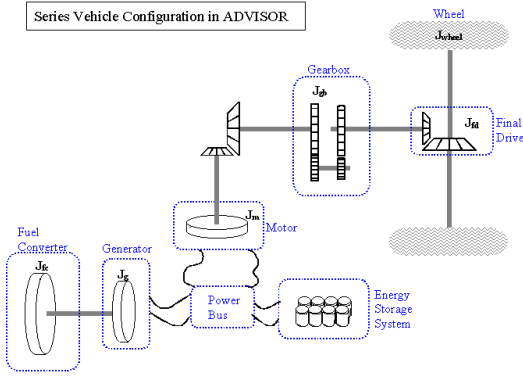 Series Vehicle Configuration in ADVISOR
Wheel
Jwheel
Gearbox
Jgb
Jfd
Final
Drive
Jm
Motor
Fuel
Converter
Jfc
Generator
Jg
Power
Bus
Energy
Storage
System